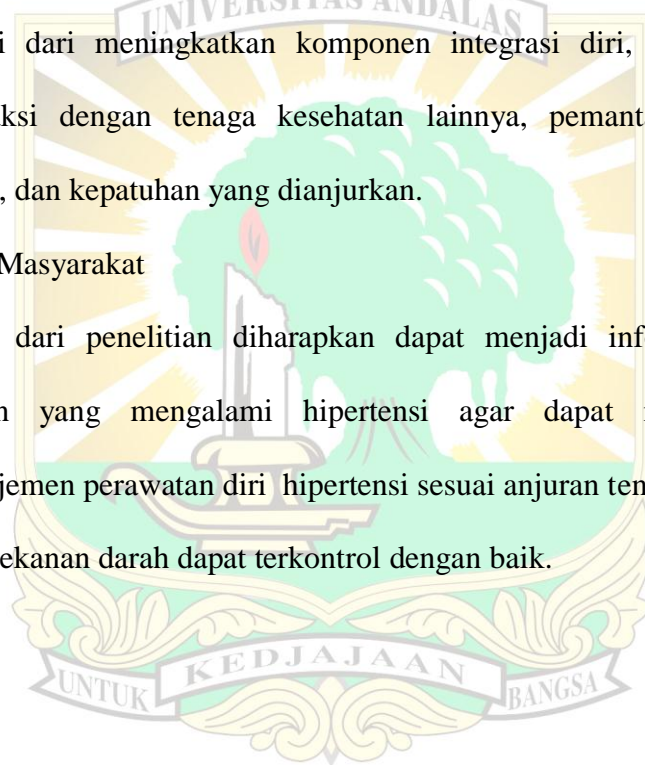 UNIVERSITAS ANDALAS
i dari meningkatkan komponen integrasi diri,
ksi dengan tenaga kesehatan lainnya, pemant
, dan kepatuhan yang dianjurkan.
Masyarakat
dari penelitian diharapkan dapat menjadi inf
n yang mengalami hipertensi agar dapat
jemen perawatan diri hipertensi sesuai anjuran ten
ekanan darah dapat terkontrol dengan baik.
UNTUK KEDJAJAAN BANGSA